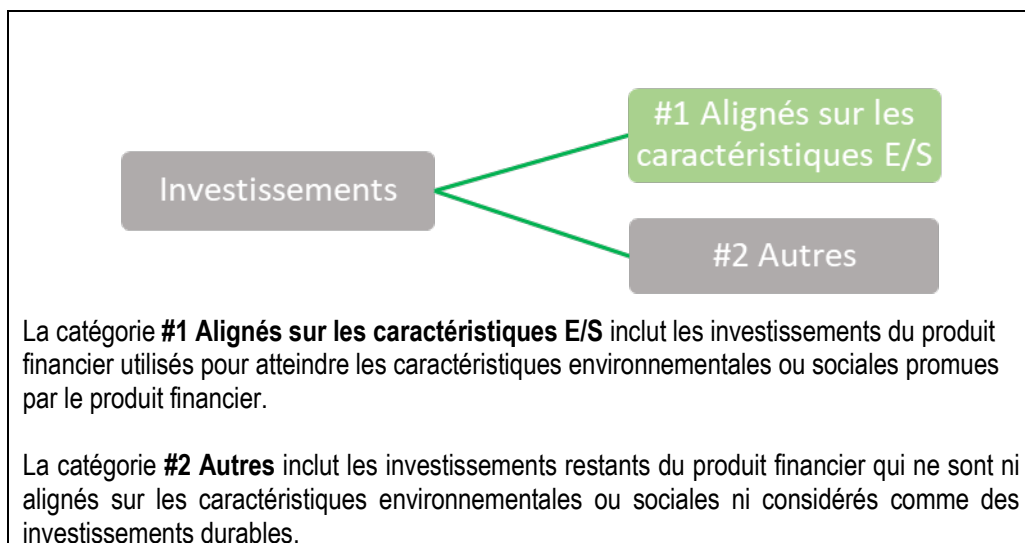 #1 Alignés sur les
caractéristiques E/S
Investissements
#2 Autres
La catégorie #1 Alignés sur les caractéristiques E/S inclut les investissements du produit
financier utilisés pour atteindre les caractéristiques environnementales ou sociales promues
par le produit financier.
La catégorie #2 Autres inclut les investissements restants du produit financier qui ne sont ni
alignés sur les caractéristiques environnementales ou sociales ni considérés comme des
investissements durables.